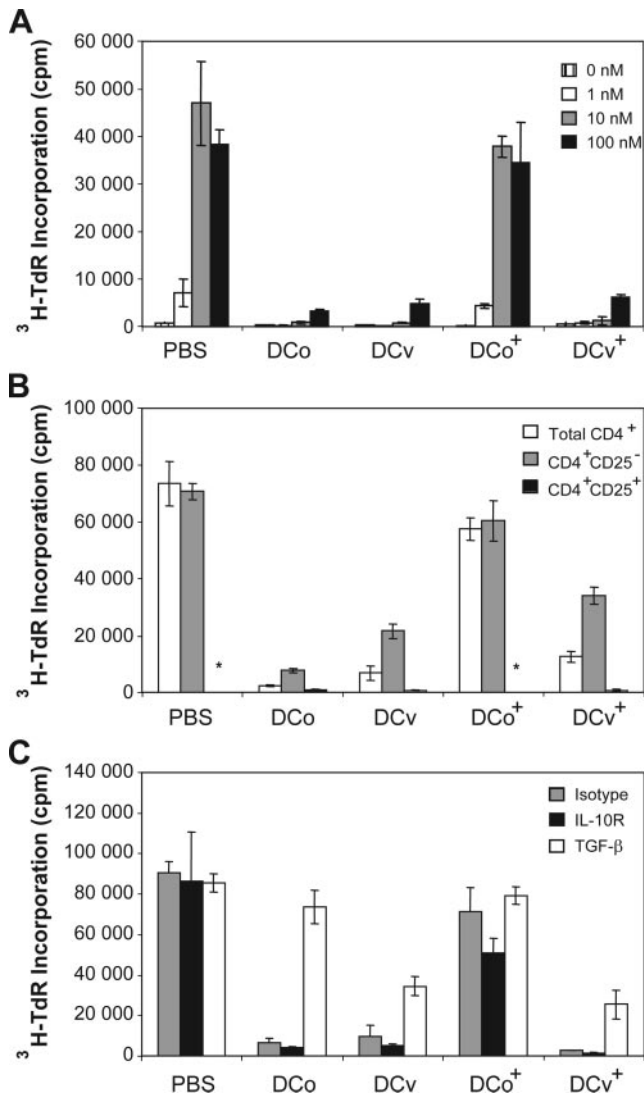 A
³H-TdR Incorporation (cpm)
60 000
50 000
40 000
30 000
20 000
10 000
0
0 nM
1 nM
10 nM
100 nM
PBS DCo DCv DCo⁺ DCv⁺
B
³H-TdR Incorporation (cpm)
100 000
80 000
60 000
40 000
20 000
0
Total CD4⁺
CD4⁺CD25⁻
CD4⁺CD25⁺
* *
PBS DCo DCv DCo⁺ DCv⁺
C
³H-TdR Incorporation (cpm)
140 000
120 000
100 000
80 000
60 000
40 000
20 000
0
Isotype
IL-10R
TGF-β
PBS DCo DCv DCo⁺ DCv⁺